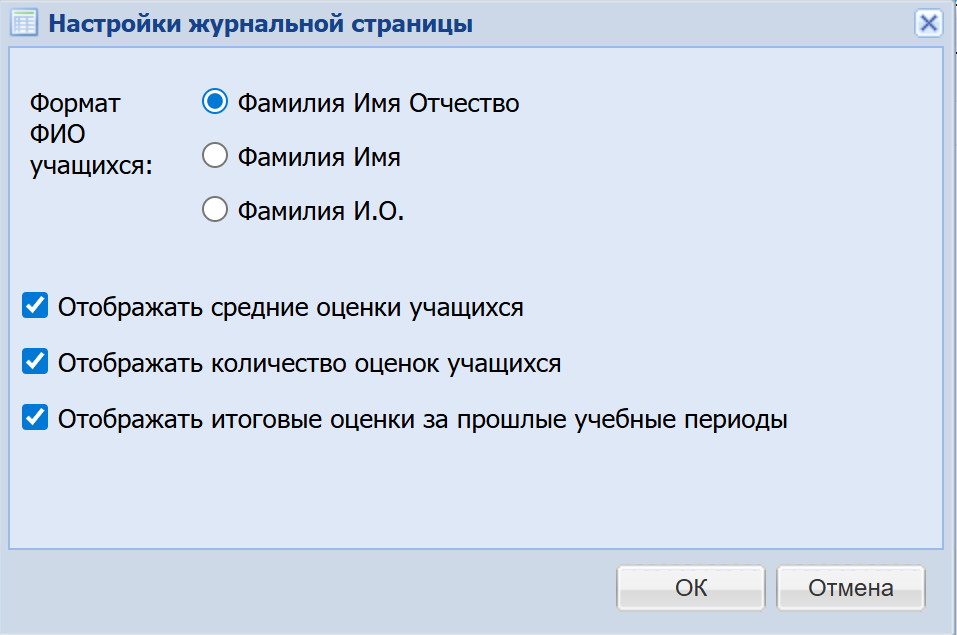 Настройки журнальной страницы
Формат
ФИО
учащихся:
Фамилия Имя Отчество
Фамилия Имя
Фамилия И.О.
Отображать средние оценки учащихся
Отображать количество оценок учащихся
Отображать итоговые оценки за прошлые учебные периоды
ОК
Отмена